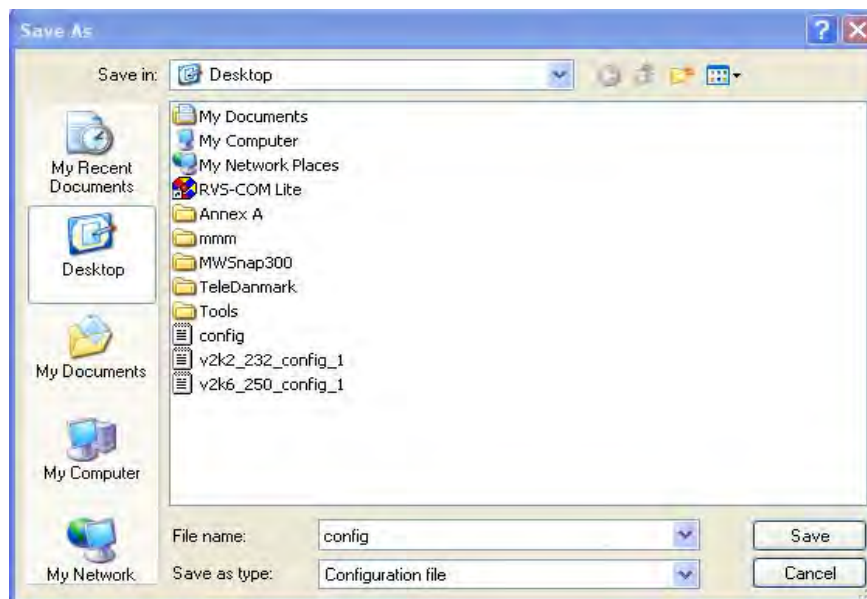 Save As
Save in:
Desktop
My Recent
Documents
Desktop
My Documents
My Computer
My Network
My Documents
My Computer
My Network Places
RVS-COM Lite
Annex A
mmm
MWSnap300
TeleDanmark
Tools
config
v2k2_232_config_1
v2k6_250_config_1
File name:
config
Save
Save as type:
Configuration file
Cancel